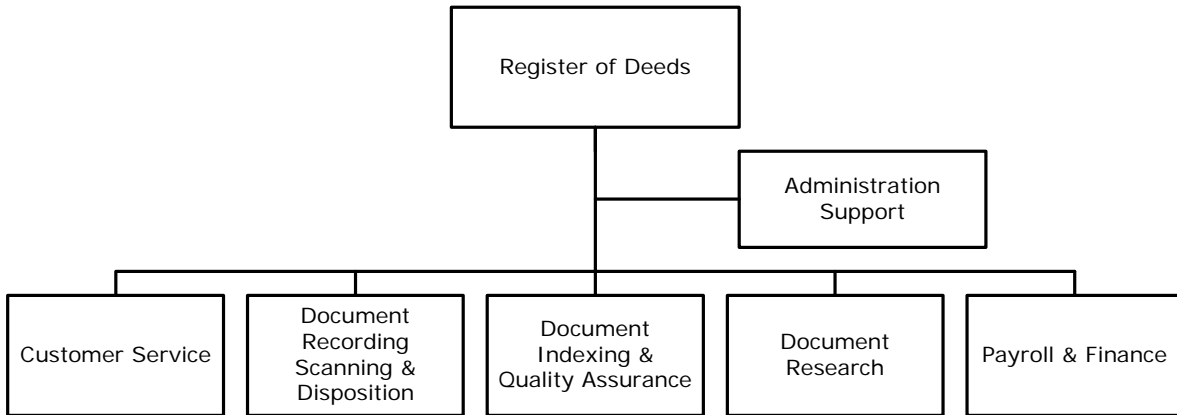 Register of Deeds
Administration
Support
Customer Service
Document
Recording
Scanning &
Disposition
Document
Indexing &
Quality Assurance
Document
Research
Payroll & Finance